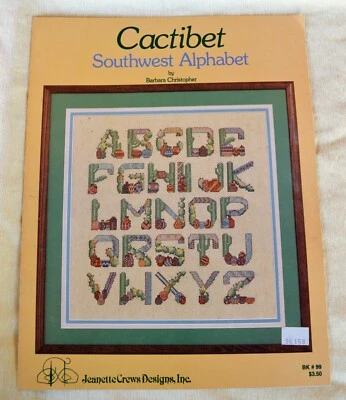 Cactibet
Southwest Alphabet
by
Barbara Christopher
ABCDE
FGHIJK
LMNOP
QRSTU
VWXYZ
BK # 99
$3.50
Jeanette Crews Designs, Inc.